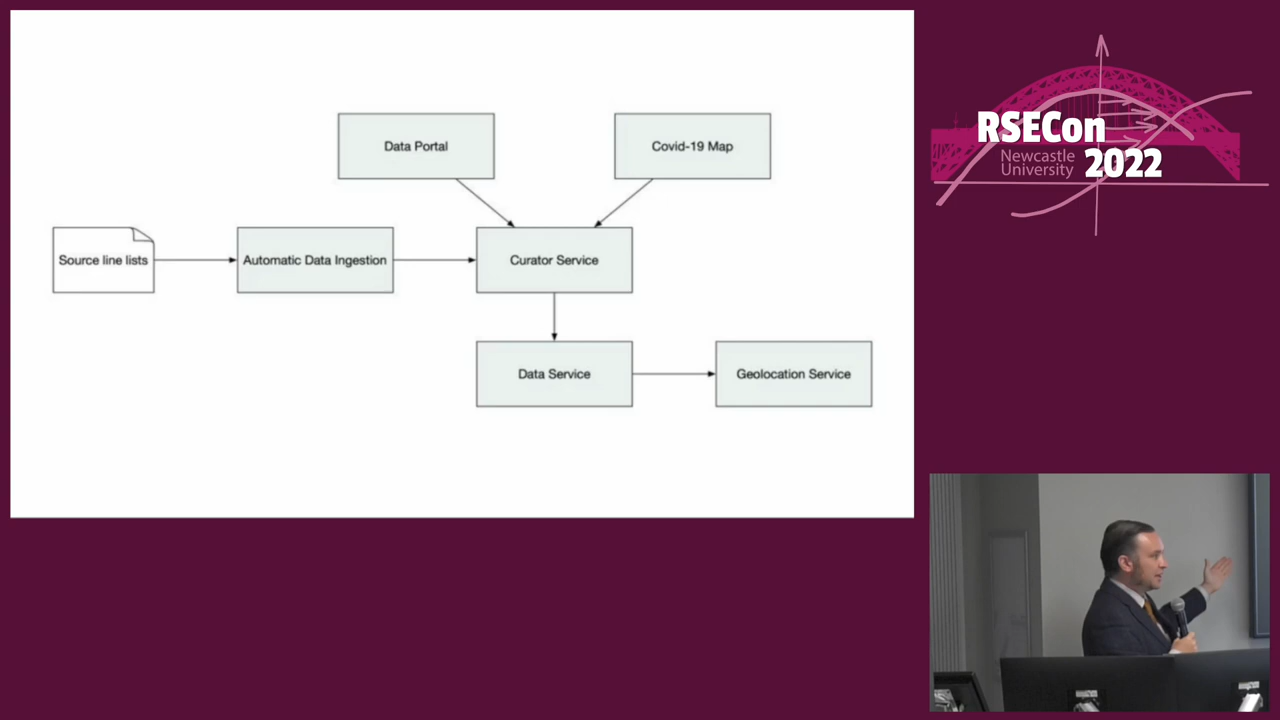 Data Portal
Covid-19 Map
Source line lists
Automatic Data Ingestion
Curator Service
Data Service
Geolocation Service
RSECon
Newcastle
University
2022